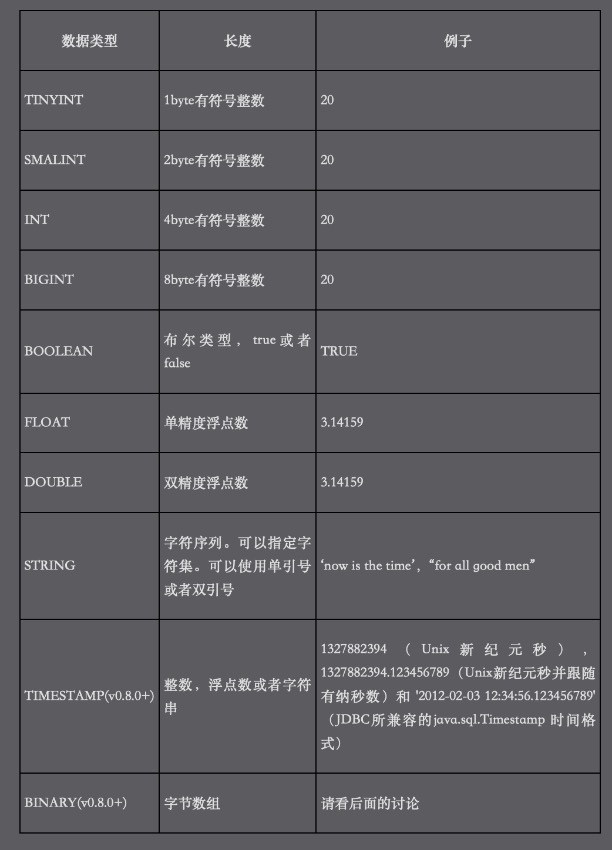 数据类型 长度 例子
TINYINT 1byte有符号整数 20
SMALINT 2byte有符号整数 20
INT 4byte有符号整数 20
BIGINT 8byte有符号整数 20
BOOLEAN
布尔类型，true或者
false
TRUE
FLOAT 单精度浮点数 3.14159
DOUBLE 双精度浮点数 3.14159
STRING
字符序列。可以指定字
符集。可以使用单引号
或者双引号
‘now is the time’，“for all good men”
TIMESTAMP(v0.8.0+)
整数，浮点数或者字符
串
1327882394（Unix新纪元秒），
1327882394.123456789（Unix新纪元秒并跟随
有纳秒数）和 '2012-02-03 12:34:56.123456789'
（JDBC所兼容的java.sql.Timestamp 时间格
式）
BINARY(v0.8.0+) 字节数组 请看后面的讨论